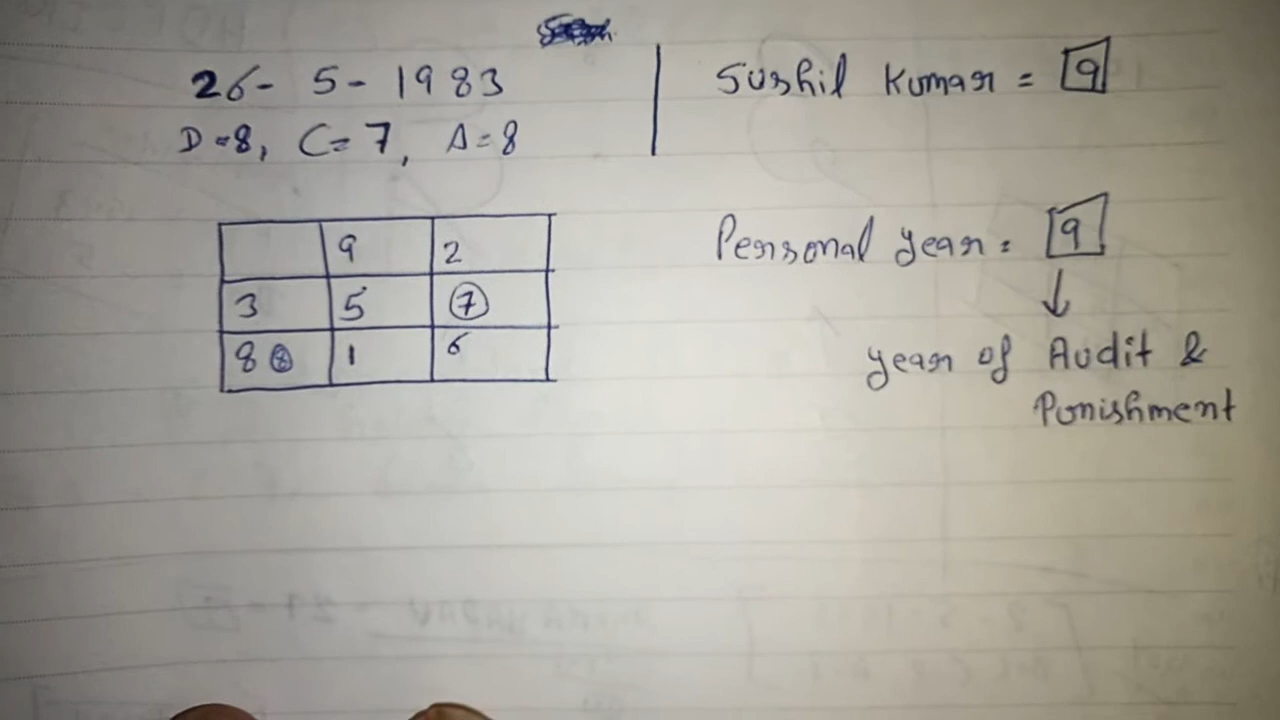 26- 5- 1983
D=8, C=7, A=8
Sushil Kumar = 9
9 2
3 5 7
8 8 1 6
Personal year = 9
↓
year of Audit &
Punishment